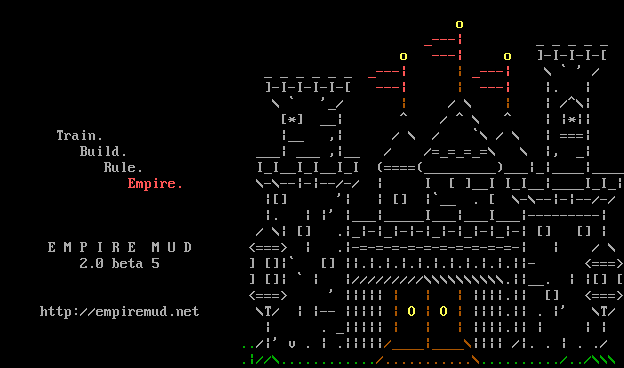 Train.
Build.
Rule.
Empire.
E M P I R E  M U D
2.0 beta 5
http://empiremud.net